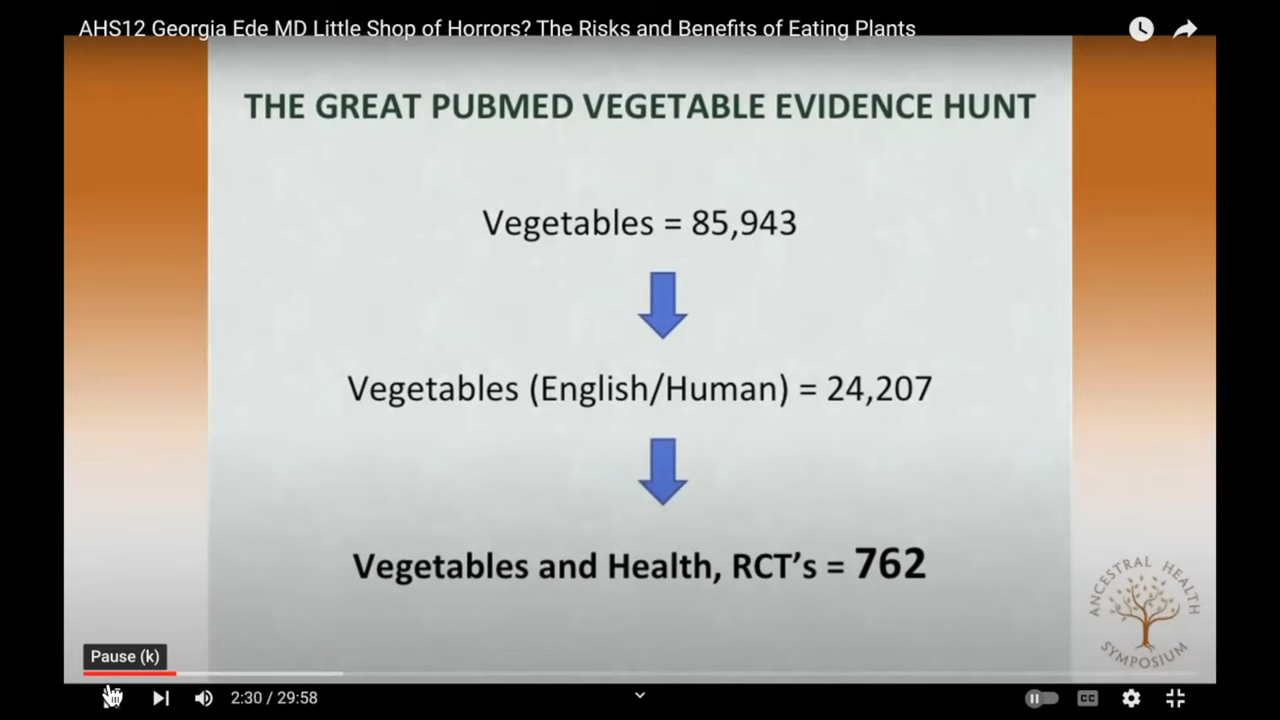 AHS12 Georgia Ede MD Little Shop of Horrors? The Risks and Benefits of Eating Plants
THE GREAT PUBMED VEGETABLE EVIDENCE HUNT
Vegetables = 85,943
Vegetables (English/Human) = 24,207
Vegetables and Health, RCT’s = 762
ANCESTRAL HEALTH
SYMPOSIUM
Pause (k)
2:30 / 29:58
CC